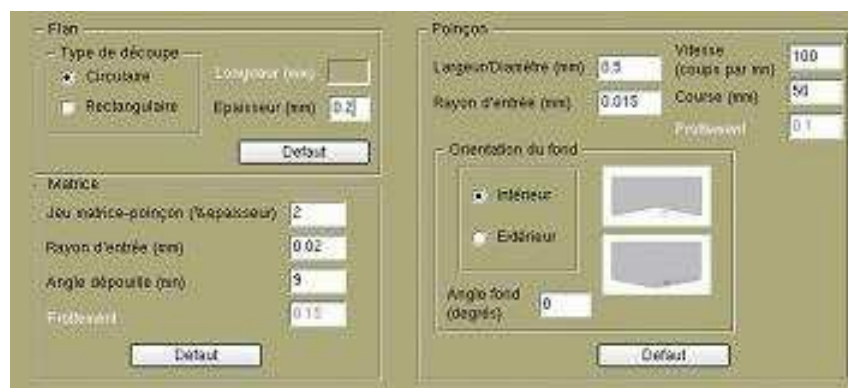 Flan
Type de découpe
Circulaire
Longueur (mm)
Rectangulaire
Epaisseur (mm) 0.2
Defaut
Matrice
Jeu matrice-poinçon (%epaisseur) 2
Rayon d'entrée (mm) 0.02
Angle dépouille (mn) 9
Frottement 0.15
Defaut
Poinçon
Largeur/Diamètre (mm) 0.5
Rayon d'entrée (mm) 0.015
Vitesse
(coups par mn) 100
Course (mm) 50
Frottement 0.1
Orientation du fond
Intérieur
Extérieur
Angle fond
(degrés) 0
Defaut